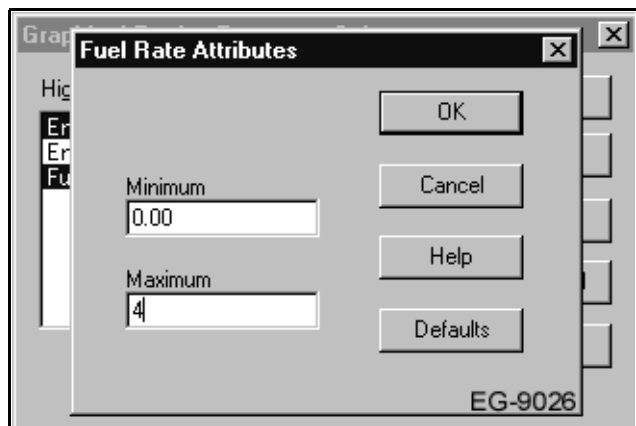 Fuel Rate Attributes
OK
Minimum
0.00
Cancel
Maximum
4
Help
Defaults
EG-9026